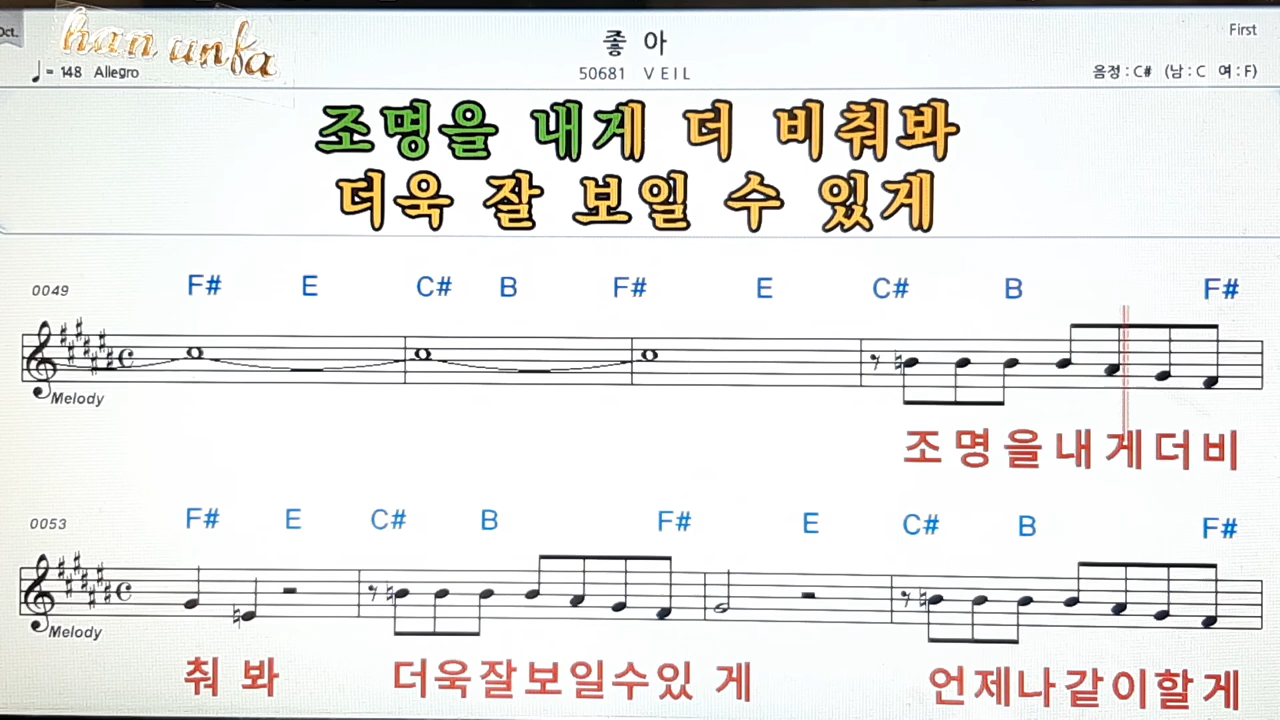 Oct.
han unfa
좋 아
First
♩= 148 Allegro
50681 V E I L
음정 : C# (남 : C 여 : F)
조명을 내게 더 비춰봐
더욱 잘 보일 수 있게
0049 F# E C# B F# E C# B F#
Melody
조 명 을 내 게 더 비
0053 F# E C# B F# E C# B F#
Melody
춰 봐 더 욱 잘 보 일 수 있 게 언 제 나 같 이 할 게